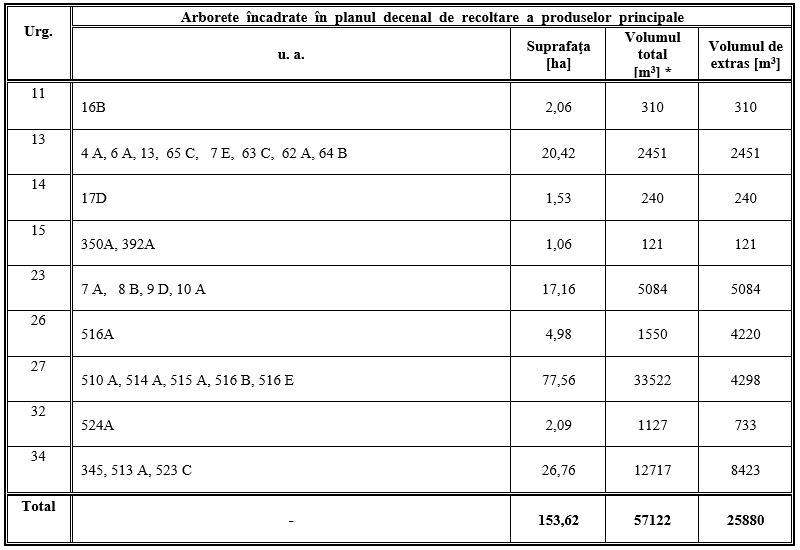 Urg.
Arborete încadrate în planul decenal de recoltare a produselor principale
u. a.
Suprafața
[ha]
Volumul
total
[m³] *
Volumul de
extras [m³]
11
16B
2,06
310
310
13
4 A, 6 A, 13, 65 C, 7 E, 63 C, 62 A, 64 B
20,42
2451
2451
14
17D
1,53
240
240
15
350A, 392A
1,06
121
121
23
7 A, 8 B, 9 D, 10 A
17,16
5084
5084
26
516A
4,98
1550
4220
27
510 A, 514 A, 515 A, 516 B, 516 E
77,56
33522
4298
32
524A
2,09
1127
733
34
345, 513 A, 523 C
26,76
12717
8423
Total
-
153,62
57122
25880